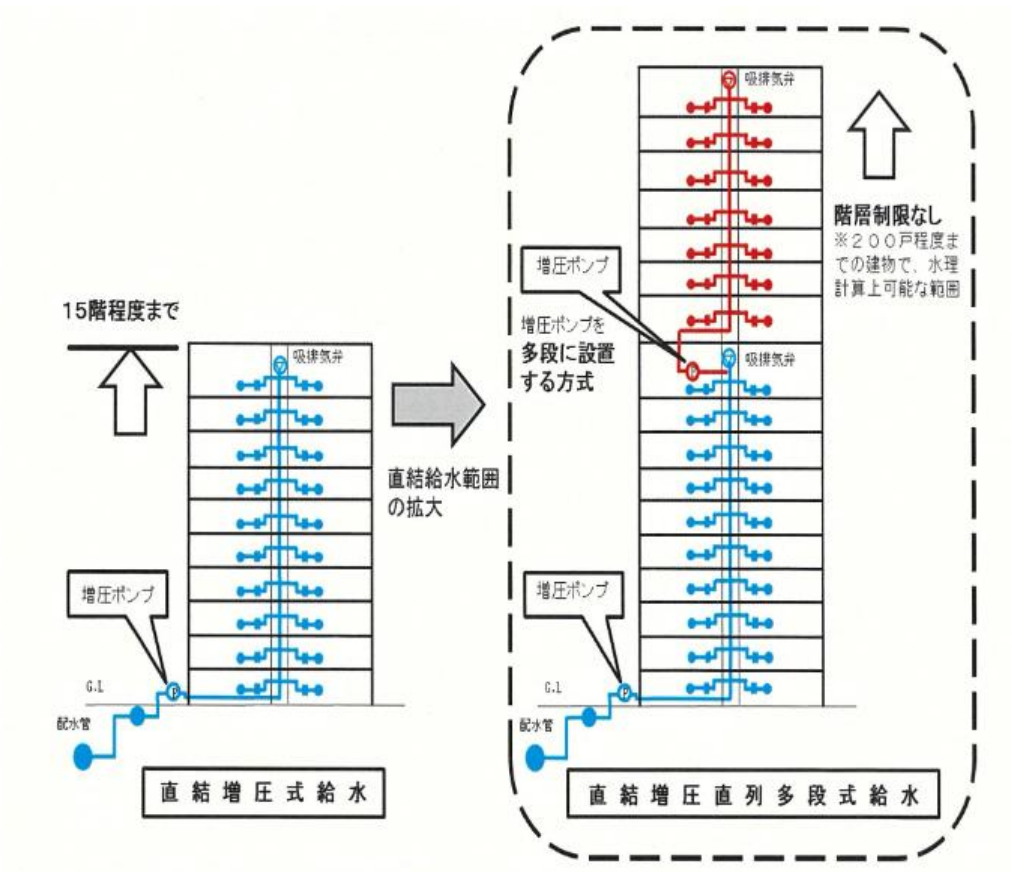 15階程度まで
吸排気弁
増圧ポンプ
G.L
P
配水管
直結増圧式給水
直結給水範囲
の拡大
吸排気弁
階層制限なし
※200戸程度ま
での建物で、水理
計算上可能な範囲
増圧ポンプ
増圧ポンプを
多段に設置
する方式
P
吸排気弁
増圧ポンプ
G.L
P
配水管
直結増圧直列多段式給水